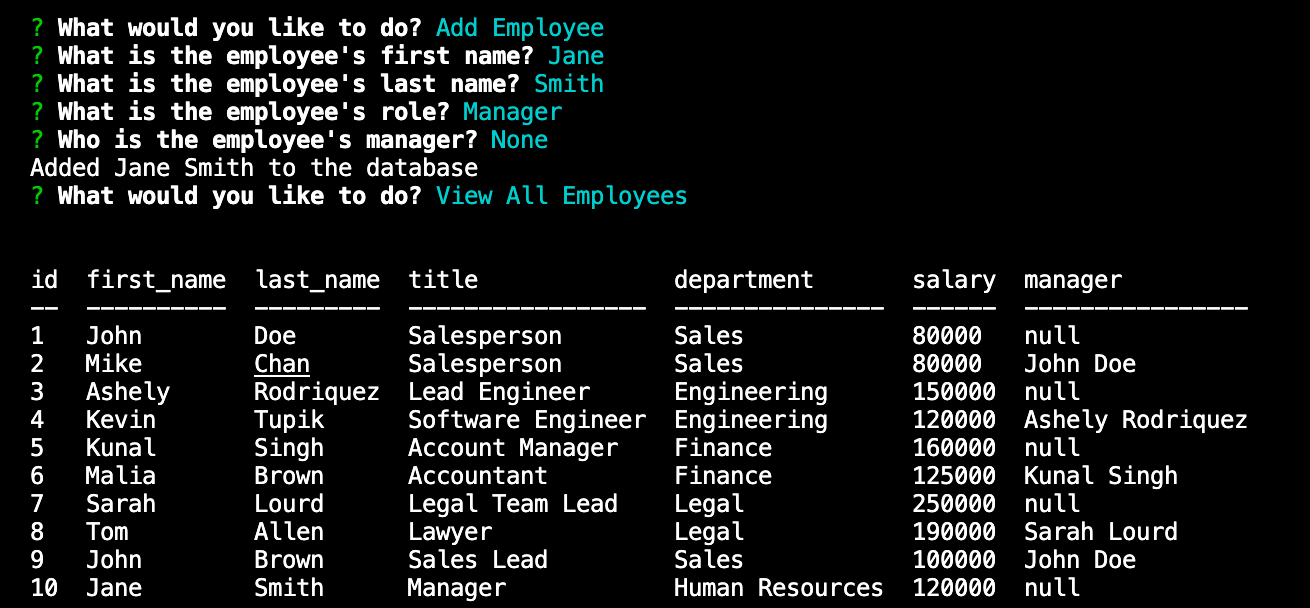 ? What would you like to do? Add Employee
? What is the employee's first name? Jane
? What is the employee's last name? Smith
? What is the employee's role? Manager
? Who is the employee's manager? None
Added Jane Smith to the database
? What would you like to do? View All Employees
id  first_name  last_name  title              department       salary  manager
--  ----------  ---------  -----------------  ---------------  ------  ----------------
1   John        Doe        Salesperson        Sales            80000   null
2   Mike        Chan       Salesperson        Sales            80000   John Doe
3   Ashely      Rodriquez  Lead Engineer      Engineering      150000  null
4   Kevin       Tupik      Software Engineer  Engineering      120000  Ashely Rodriquez
5   Kunal       Singh      Account Manager    Finance          160000  null
6   Malia       Brown      Accountant         Finance          125000  Kunal Singh
7   Sarah       Lourd      Legal Team Lead    Legal            250000  null
8   Tom         Allen      Lawyer             Legal            190000  Sarah Lourd
9   John        Brown      Sales Lead         Sales            100000  John Doe
10  Jane        Smith      Manager            Human Resources  120000  null